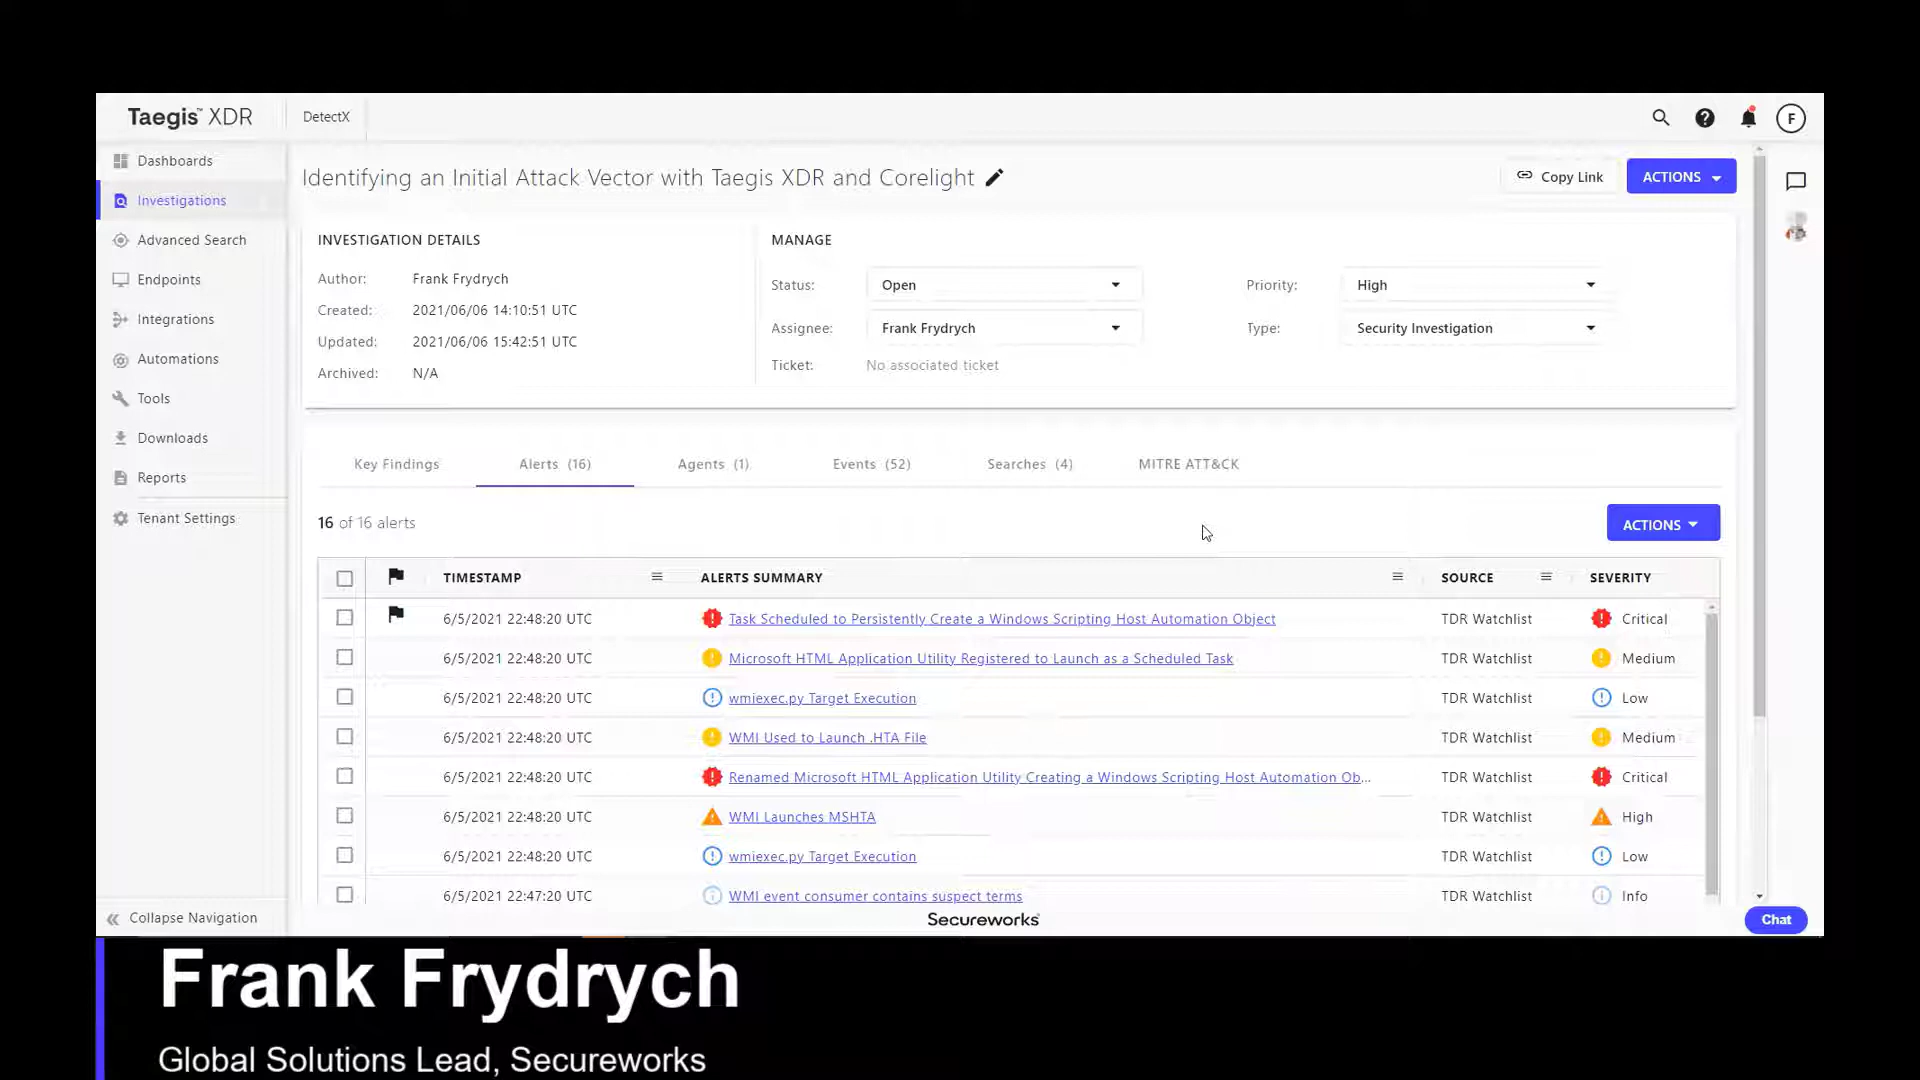 Taegis™ XDR
DetectX
F
Dashboards
Investigations
Advanced Search
Endpoints
Integrations
Automations
Tools
Downloads
Reports
Tenant Settings
Collapse Navigation
Identifying an Initial Attack Vector with Taegis XDR and Corelight
Copy Link
ACTIONS
INVESTIGATION DETAILS
Author: Frank Frydrych
Created: 2021/06/06 14:10:51 UTC
Updated: 2021/06/06 15:42:51 UTC
Archived: N/A
MANAGE
Status: Open
Priority: High
Assignee: Frank Frydrych
Type: Security Investigation
Ticket: No associated ticket
Key Findings Alerts (16) Agents (1) Events (52) Searches (4) MITRE ATT&CK
16 of 16 alerts
ACTIONS
TIMESTAMP ALERTS SUMMARY SOURCE SEVERITY
6/5/2021 22:48:20 UTC Task Scheduled to Persistently Create a Windows Scripting Host Automation Object TDR Watchlist Critical
6/5/2021 22:48:20 UTC Microsoft HTML Application Utility Registered to Launch as a Scheduled Task TDR Watchlist Medium
6/5/2021 22:48:20 UTC wmiexec.py Target Execution TDR Watchlist Low
6/5/2021 22:48:20 UTC WMI Used to Launch .HTA File TDR Watchlist Medium
6/5/2021 22:48:20 UTC Renamed Microsoft HTML Application Utility Creating a Windows Scripting Host Automation Ob... TDR Watchlist Critical
6/5/2021 22:48:20 UTC WMI Launches MSHTA TDR Watchlist High
6/5/2021 22:48:20 UTC wmiexec.py Target Execution TDR Watchlist Low
6/5/2021 22:47:20 UTC WMI event consumer contains suspect terms TDR Watchlist Info
Secureworks
Chat
Frank Frydrych
Global Solutions Lead, Secureworks